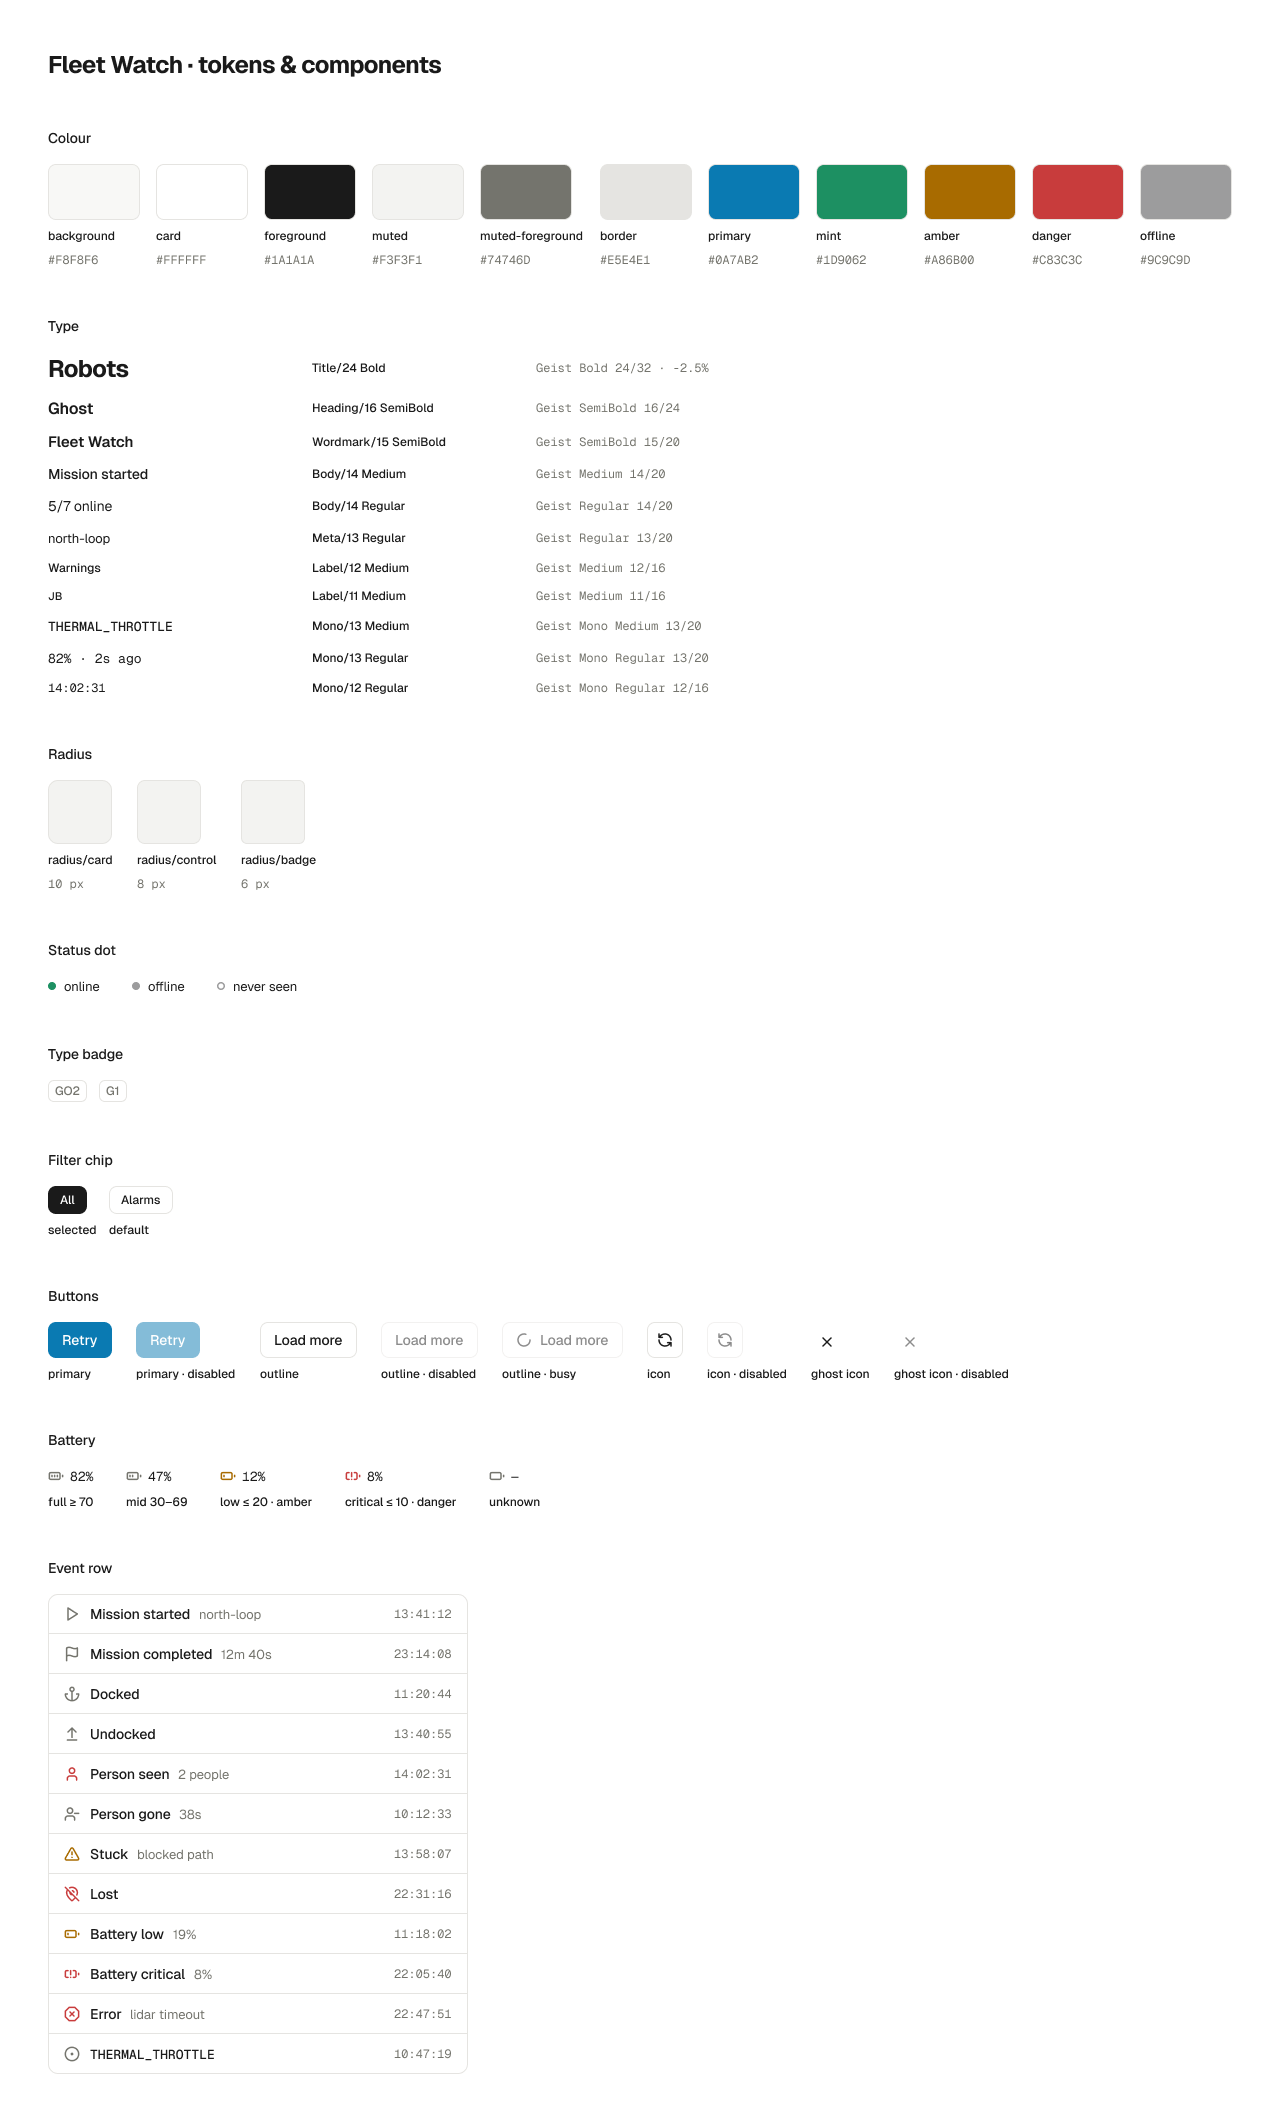 Fleet Watch · tokens & components
Colour
background card foreground muted muted-foreground border primary mint amber danger offline
#F8F8F6 #FFFFFF #1A1A1A #F3F3F1 #74746D #E5E4E1 #0A7AB2 #1D9062 #A86B00 #C83C3C #9C9C9D
Type
Robots Title/24 Bold Geist Bold 24/32 · -2.5%
Ghost Heading/16 SemiBold Geist SemiBold 16/24
Fleet Watch Wordmark/15 SemiBold Geist SemiBold 15/20
Mission started Body/14 Medium Geist Medium 14/20
5/7 online Body/14 Regular Geist Regular 14/20
north-loop Meta/13 Regular Geist Regular 13/20
Warnings Label/12 Medium Geist Medium 12/16
JB Label/11 Medium Geist Medium 11/16
THERMAL_THROTTLE Mono/13 Medium Geist Mono Medium 13/20
82% · 2s ago Mono/13 Regular Geist Mono Regular 13/20
14:02:31 Mono/12 Regular Geist Mono Regular 12/16
Radius
radius/card radius/control radius/badge
10 px 8 px 6 px
Status dot
online offline never seen
Type badge
GO2 G1
Filter chip
All Alarms
selected default
Buttons
Retry Retry Load more Load more Load more
primary primary · disabled outline outline · disabled outline · busy icon icon · disabled ghost icon ghost icon · disabled
Battery
82% 47% 12% 8% —
full ≥ 70 mid 30–69 low ≤ 20 · amber critical ≤ 10 · danger unknown
Event row
Mission started north-loop 13:41:12
Mission completed 12m 40s 23:14:08
Docked 11:20:44
Undocked 13:40:55
Person seen 2 people 14:02:31
Person gone 38s 10:12:33
Stuck blocked path 13:58:07
Lost 22:31:16
Battery low 19% 11:18:02
Battery critical 8% 22:05:40
Error lidar timeout 22:47:51
THERMAL_THROTTLE 10:47:19